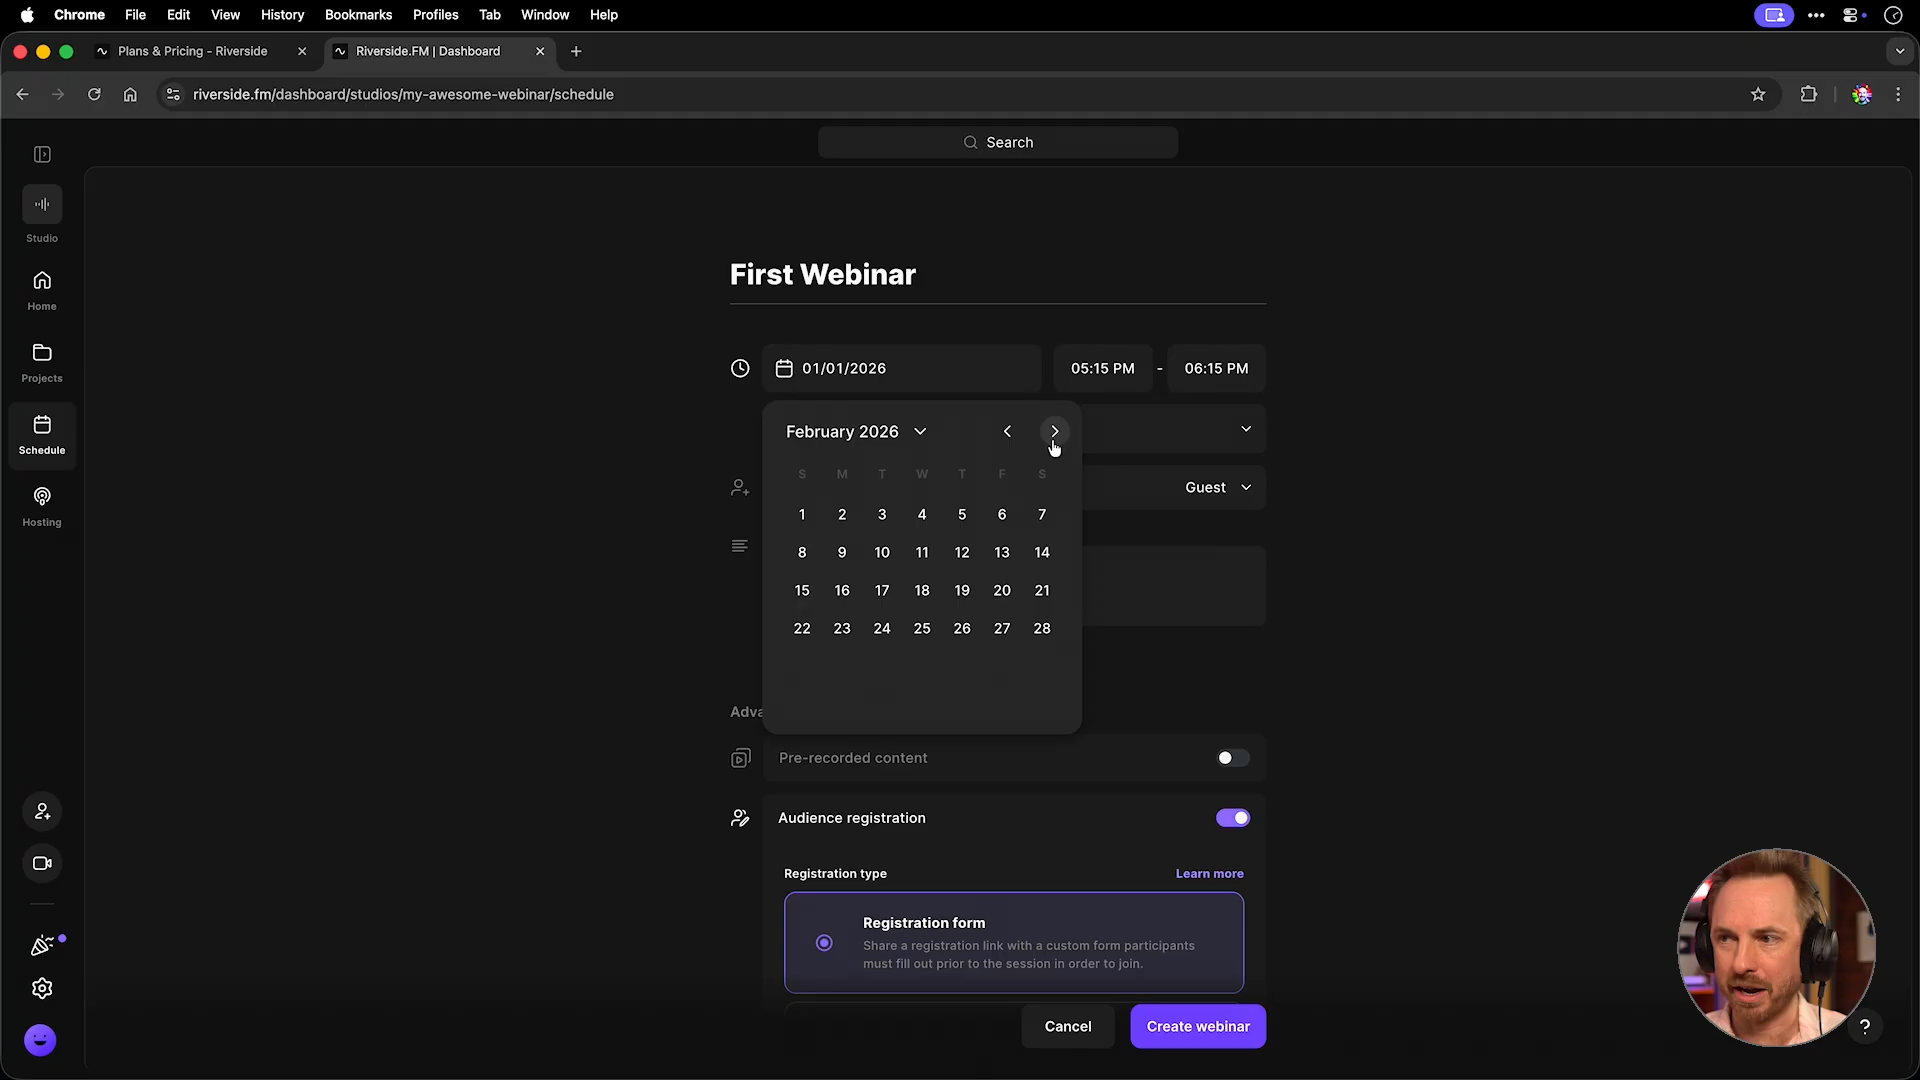 Chrome File Edit View History Bookmarks Profiles Tab Window Help
Plans & Pricing - Riverside
Riverside.FM | Dashboard
riverside.fm/dashboard/studios/my-awesome-webinar/schedule
Search
Studio
Home
Projects
Schedule
Hosting
First Webinar
01/01/2026 05:15 PM - 06:15 PM
February 2026
S M T W T F S
1 2 3 4 5 6 7
8 9 10 11 12 13 14
15 16 17 18 19 20 21
22 23 24 25 26 27 28
Guest
Adva
Pre-recorded content
Audience registration
Registration type Learn more
Registration form
Share a registration link with a custom form participants
must fill out prior to the session in order to join.
Cancel Create webinar
?